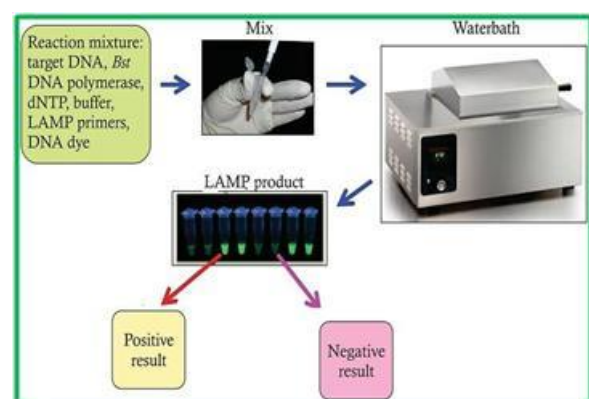 Reaction mixture:
target DNA, Bst
DNA polymerase,
dNTP, buffer,
LAMP primers,
DNA dye
Mix
Waterbath
LAMP product
Positive
result
Negative
result